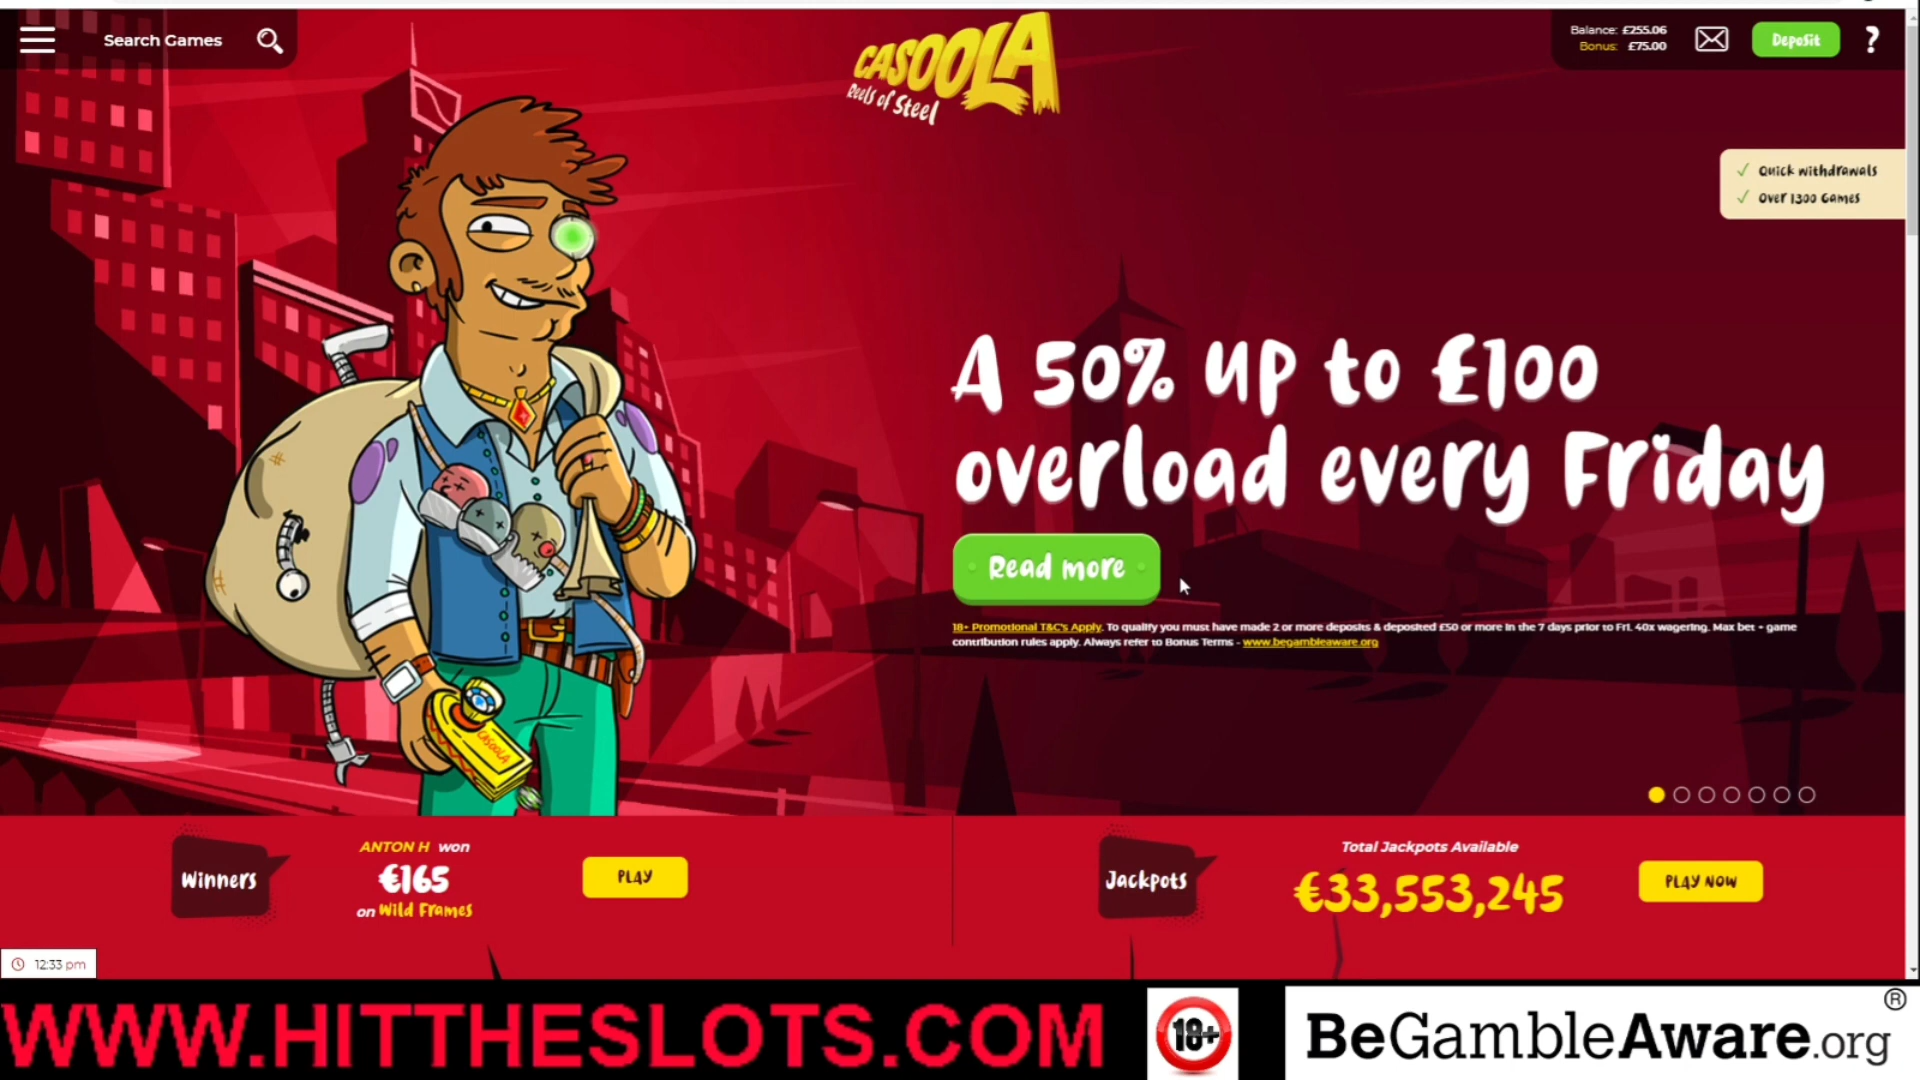 Search Games
CASOOLA
Reels of Steel
Balance: £255.06
Bonus: £75.00
Deposit
?
Quick withdrawals
Over 1300 Games
A 50% up to £100
overload every Friday
Read more
18+ Promotional T&C's Apply. To qualify you must have made 2 or more deposits & deposited £50 or more in the 7 days prior to Fri. 40x wagering. Max bet + game
contribution rules apply. Always refer to Bonus Terms - www.begambleaware.org
CASOOLA
Winners
ANTON H won
€165
on Wild Frames
PLAY
Jackpots
Total Jackpots Available
€33,553,245
PLAY NOW
12:33 pm
WWW.HITTHESLOTS.COM
18+
BeGambleAware.org®